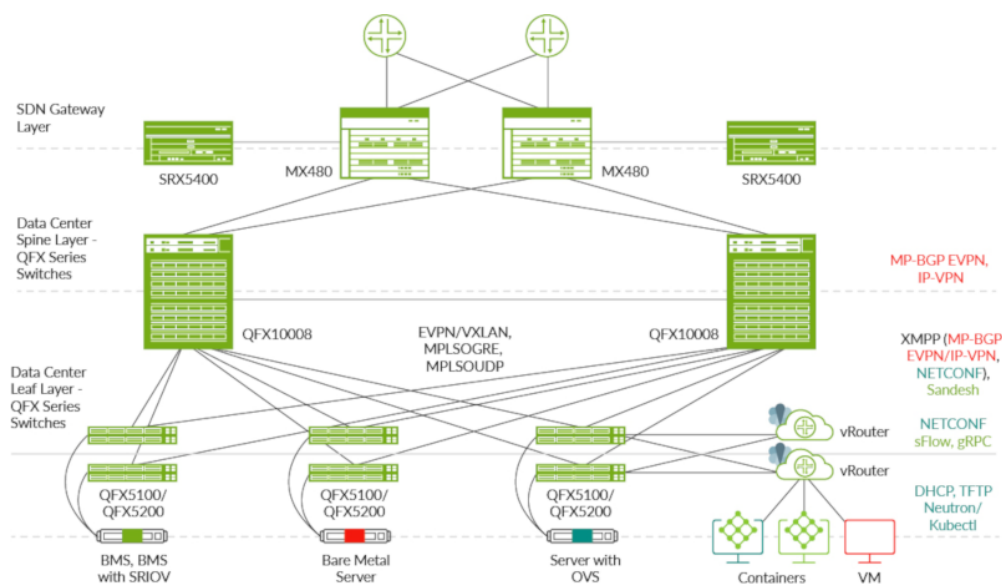 SDN Gateway
Layer
SRX5400
MX480
MX480
SRX5400
Data Center
Spine Layer -
QFX Series
Switches
MP-BGP EVPN,
IP-VPN
QFX10008
QFX10008
EVPN/VXLAN,
MPLSOGRE,
MPLSOUDP
XMPP (MP-BGP
EVPN/IP-VPN,
NETCONF),
Sandesh
Data Center
Leaf Layer -
QFX Series
Switches
vRouter
NETCONF
sFlow, gRPC
vRouter
QFX5100/
QFX5200
QFX5100/
QFX5200
QFX5100/
QFX5200
DHCP, TFTP
Neutron/
Kubectl
BMS, BMS
with SRIOV
Bare Metal
Server
Server with
OVS
Containers
VM